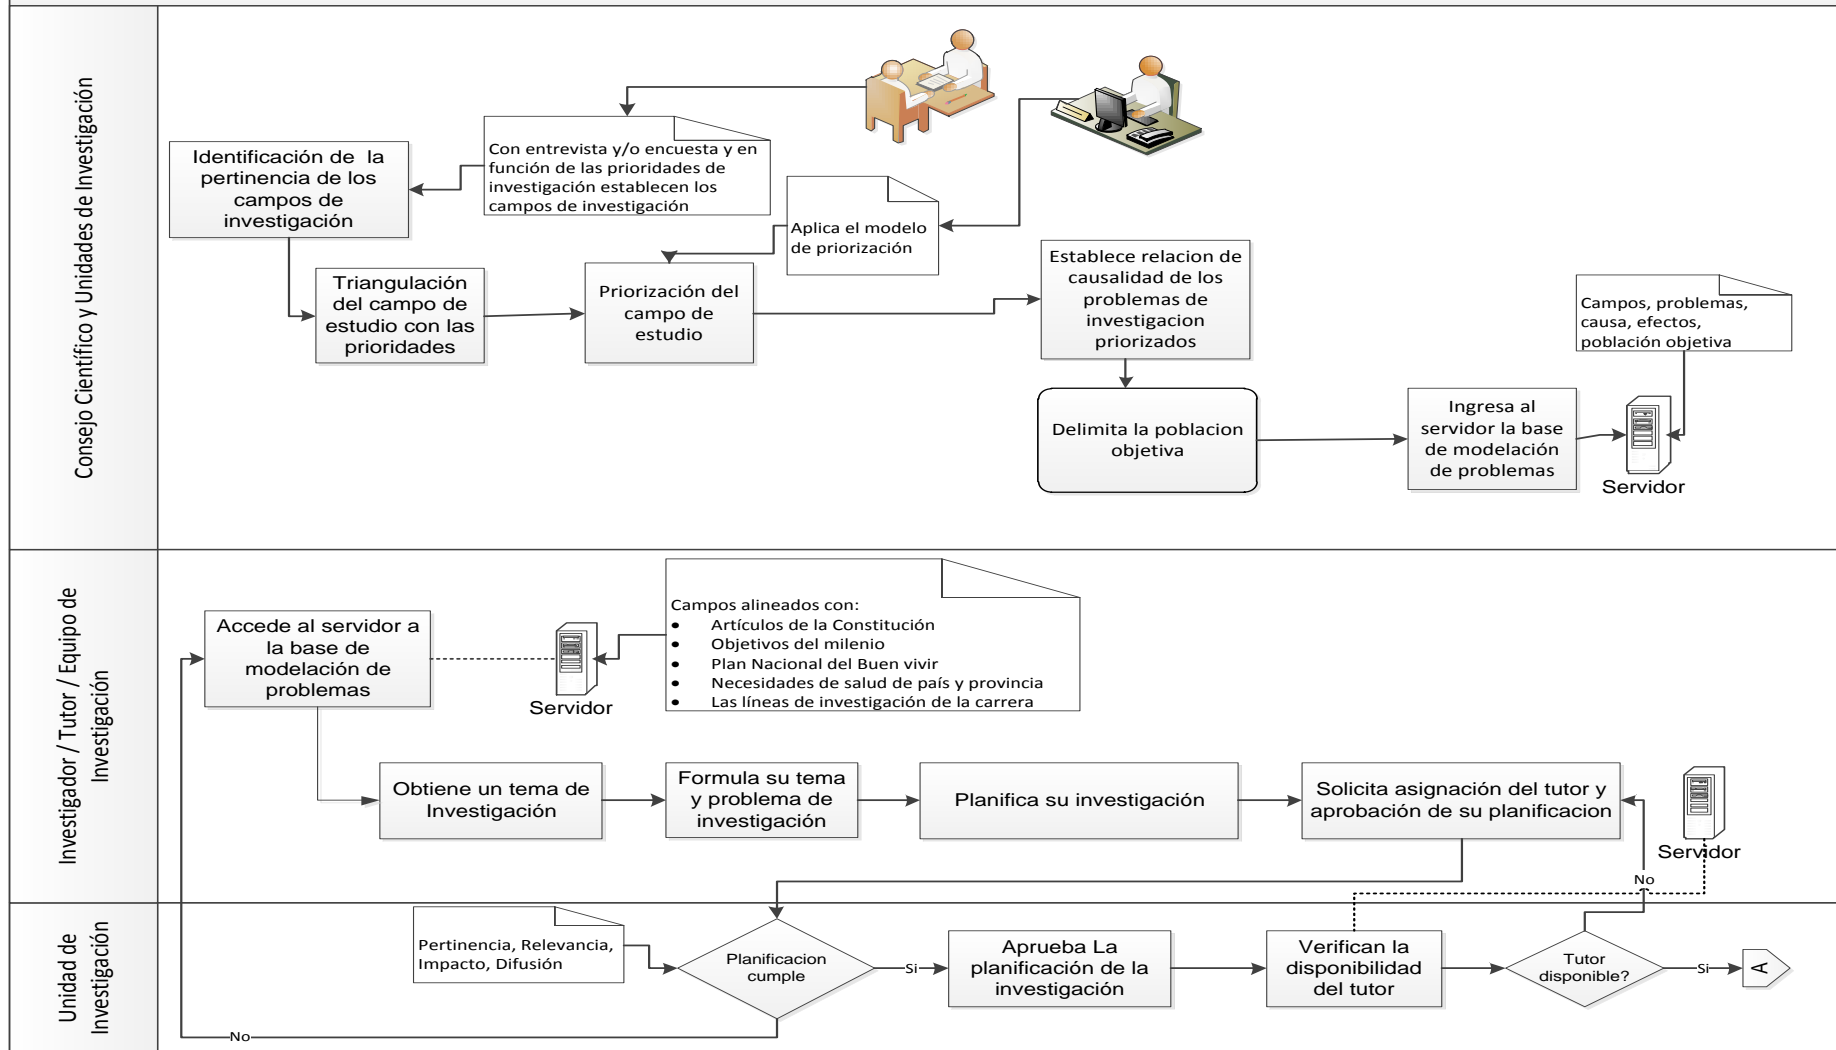 Consejo Científico y Unidades de Investigación
Identificación de la
pertinencia de los
campos de
investigación
Con entrevista y/o encuesta y en
función de las prioridades de
investigación establecen los
campos de investigación
Aplica el modelo
de priorización
Triangulación
del campo de
estudio con las
prioridades
Priorización del
campo de
estudio
Establece relacion de
causalidad de los
problemas de
investigacion
priorizados
Delimita la poblacion
objetiva
Ingresa al
servidor la base
de modelación
de problemas
Campos, problemas,
causa, efectos,
población objetiva
Servidor
Investigador / Tutor / Equipo de
Investigación
Accede al servidor a
la base de
modelación de
problemas
Servidor
Campos alineados con:
• Artículos de la Constitución
• Objetivos del milenio
• Plan Nacional del Buen vivir
• Necesidades de salud de país y provincia
• Las líneas de investigación de la carrera
Obtiene un tema de
Investigación
Formula su tema
y problema de
investigación
Planifica su investigación
Solicita asignación del tutor y
aprobación de su planificacion
Servidor
No
Unidad de
Investigación
Pertinencia, Relevancia,
Impacto, Difusión
Planificacion
cumple
Si
Aprueba La
planificación de la
investigación
Verifican la
disponibilidad
del tutor
Tutor
disponible?
Si
A
No